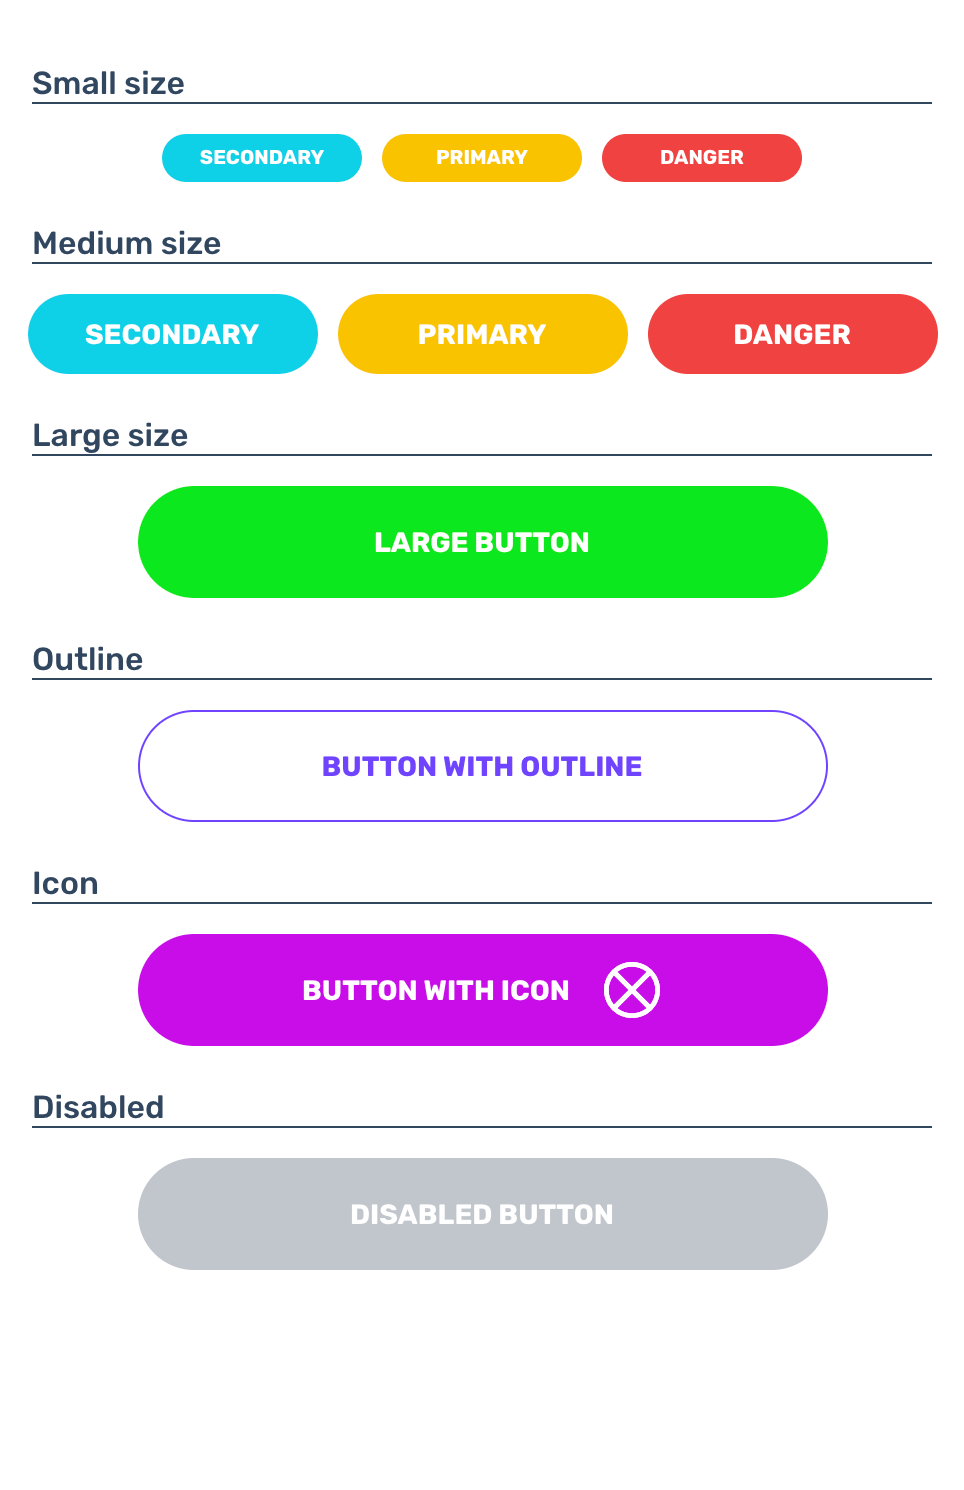 Small size
SECONDARY PRIMARY DANGER
Medium size
SECONDARY PRIMARY DANGER
Large size
LARGE BUTTON
Outline
BUTTON WITH OUTLINE
Icon
BUTTON WITH ICON
Disabled
DISABLED BUTTON